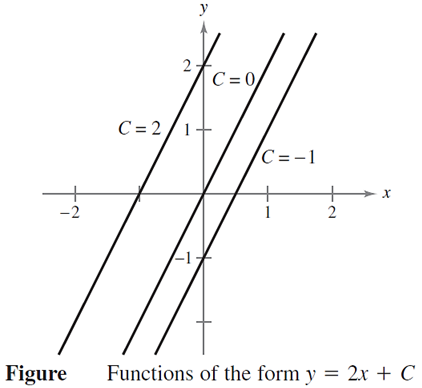 y
2
C = 0
C = 2
1
C = −1
x
−2
1
2
−1
Figure Functions of the form y = 2x + C